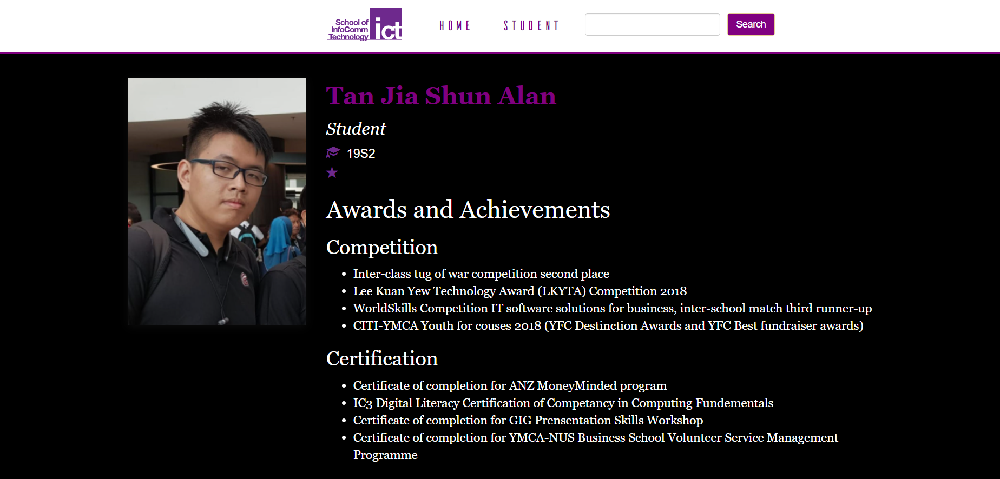 School of
InfoComm
Technology
ict
HOME
STUDENT
Search
Tan Jia Shun Alan
Student
19S2
Awards and Achievements
Competition
• Inter-class tug of war competition second place
• Lee Kuan Yew Technology Award (LKYTA) Competition 2018
• WorldSkills Competition IT software solutions for business, inter-school match third runner-up
• CITI-YMCA Youth for couses 2018 (YFC Destinction Awards and YFC Best fundraiser awards)
Certification
• Certificate of completion for ANZ MoneyMinded program
• IC3 Digital Literacy Certification of Competancy in Computing Fundementals
• Certificate of completion for GIG Prensentation Skills Workshop
• Certificate of completion for YMCA-NUS Business School Volunteer Service Management
Programme